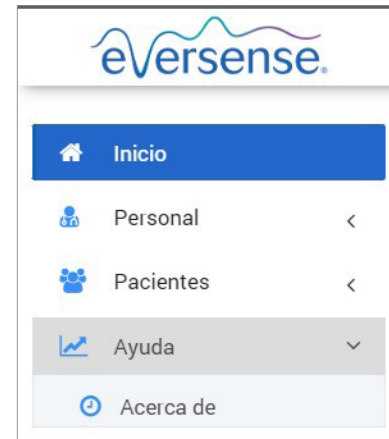 eversense®
Inicio
Personal
Pacientes
Ayuda
Acerca de